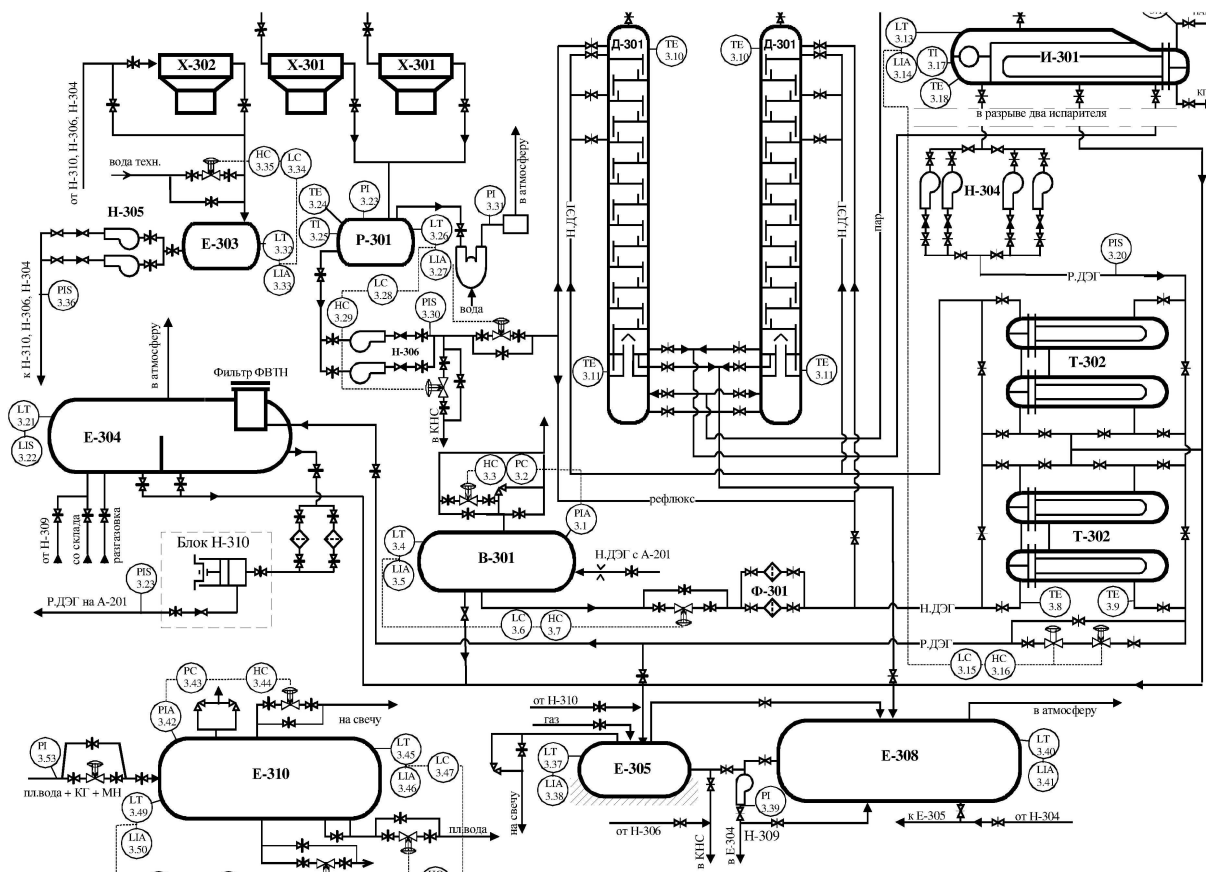 Х-302
Х-301
Х-301
от Н-310, Н-306, Н-304
вода техн.
HC
3.35
LC
3.34
Н-305
Е-303
LT
3.32
LIA
3.33
PIS
3.36
к Н-310, Н-306, Н-304
TE
3.24
PI
3.23
TI
3.25
Р-301
LT
3.26
LIA
3.27
LC
3.28
HC
3.29
PIS
3.30
PI
3.31
в атмосферу
вода
Н-306
в КНС
Д-301
TE
3.10
TE
3.11
Д-301
TE
3.10
TE
3.11
Н.ДЭГ
Н.ДЭГ
пар
LT
3.13
LIA
3.14
TI
3.17
TE
3.18
И-301
в разрыве два испарителя
Н-304
PIS
3.20
Р.ДЭГ
Т-302
Т-302
TE
3.8
TE
3.9
LC
3.15
HC
3.16
в атмосферу
Фильтр ФВТН
LT
3.21
LIS
3.22
Е-304
от Н-309
со склада
разгазовка
Блок Н-310
PIS
3.23
Р.ДЭГ на А-201
HC
3.3
PC
3.2
PIA
3.1
рефлюкс
LT
3.4
LIA
3.5
В-301
Н.ДЭГ с А-201
LC
3.6
HC
3.7
Ф-301
Н.ДЭГ
Р.ДЭГ
PC
3.43
HC
3.44
PIA
3.42
на свечу
PI
3.53
пл.вода + КГ + МН
Е-310
LT
3.45
LIA
3.46
LC
3.47
LT
3.49
LIA
3.50
пл.вода
от Н-310
газ
LT
3.37
LIA
3.38
Е-305
на свечу
от Н-306
в КНС
в Е-304
PI
3.39
Н-309
Е-308
в атмосферу
LT
3.40
LIA
3.41
к Е-305
от Н-304